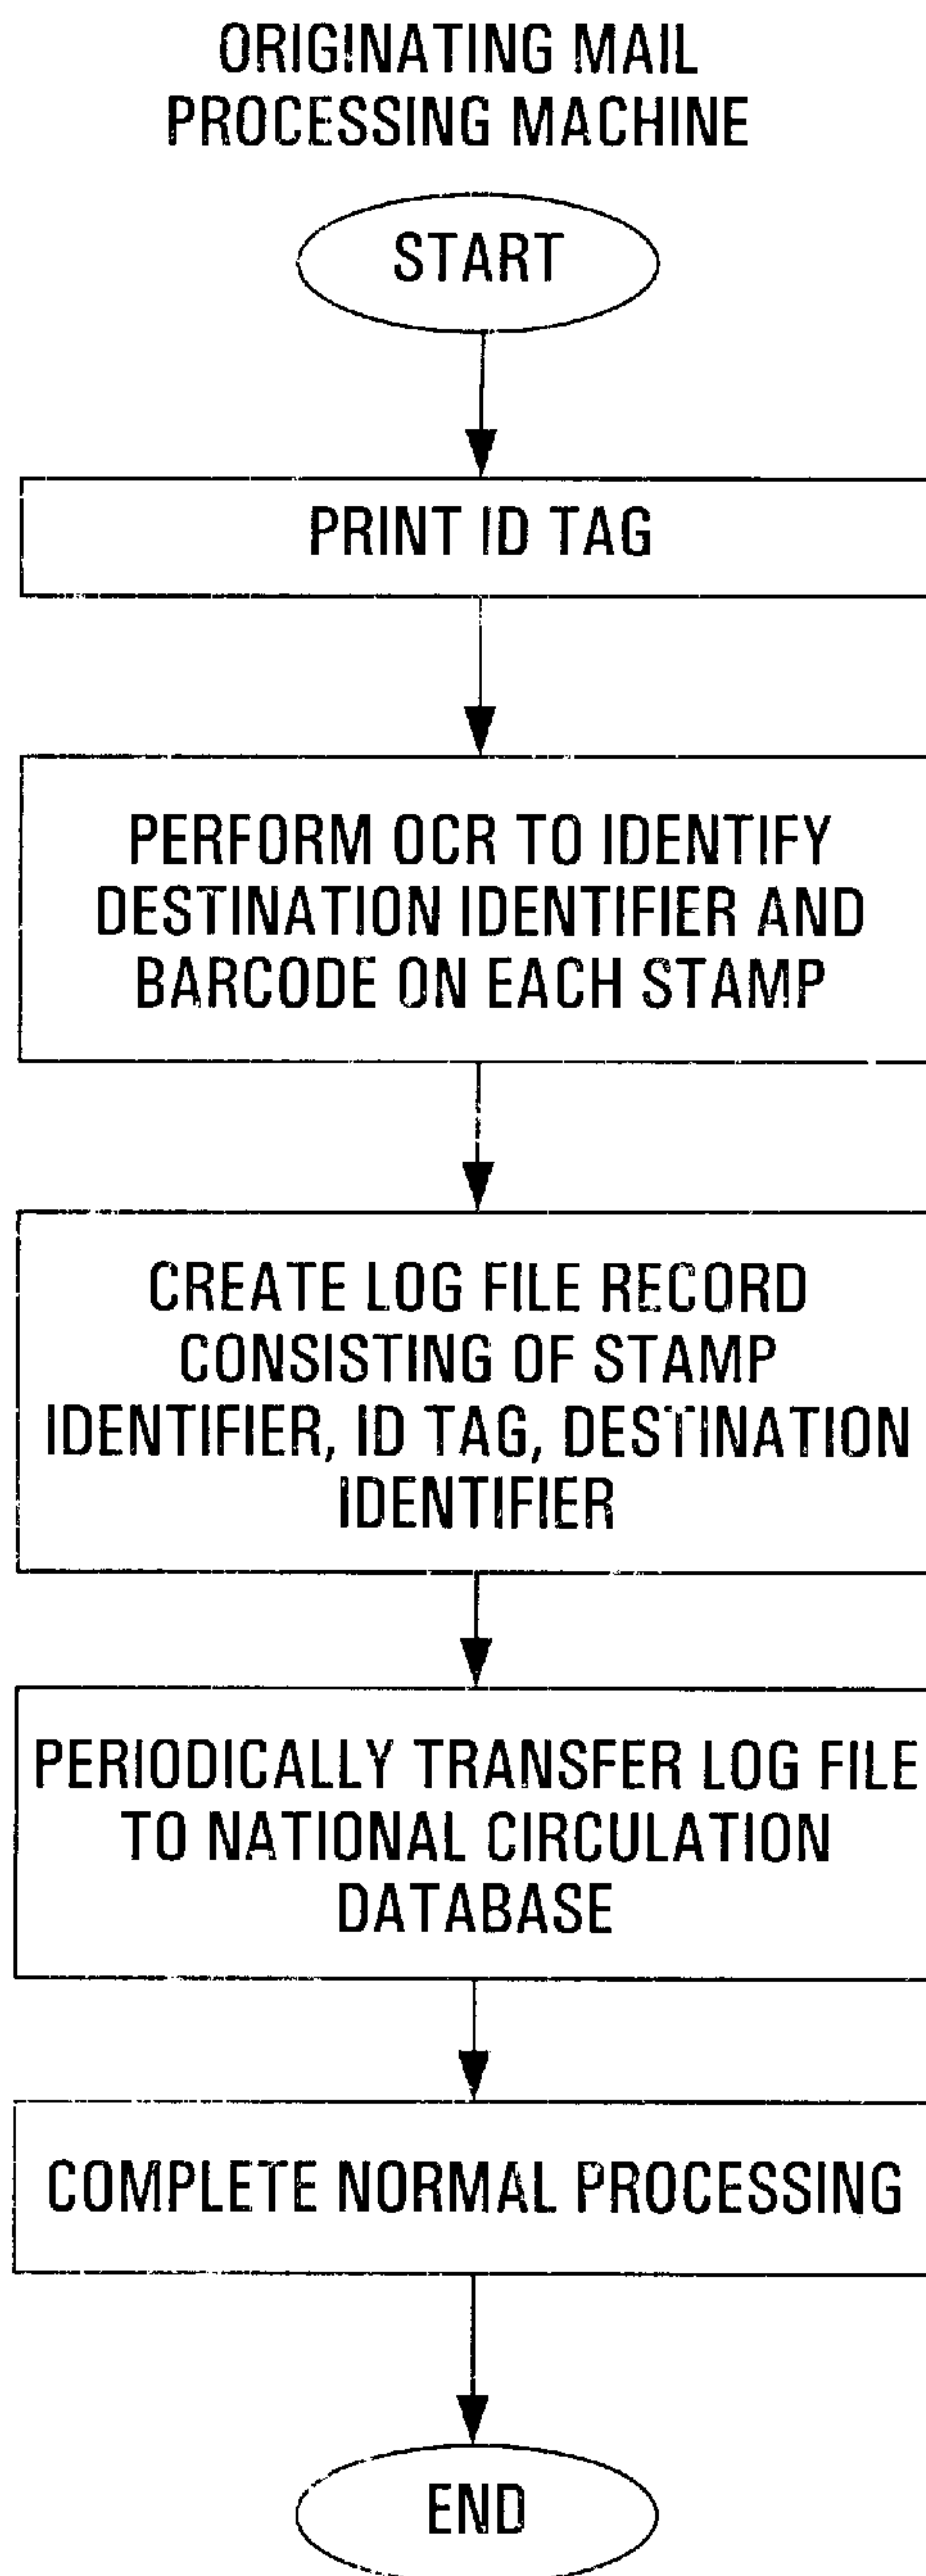 ORIGINATING MAIL
PROCESSING MACHINE
START
PRINT ID TAG
PERFORM OCR TO IDENTIFY
DESTINATION IDENTIFIER AND
BARCODE ON EACH STAMP
CREATE LOG FILE RECORD
CONSISTING OF STAMP
IDENTIFIER, ID TAG, DESTINATION
IDENTIFIER
PERIODICALLY TRANSFER LOG FILE
TO NATIONAL CIRCULATION
DATABASE
COMPLETE NORMAL PROCESSING
END